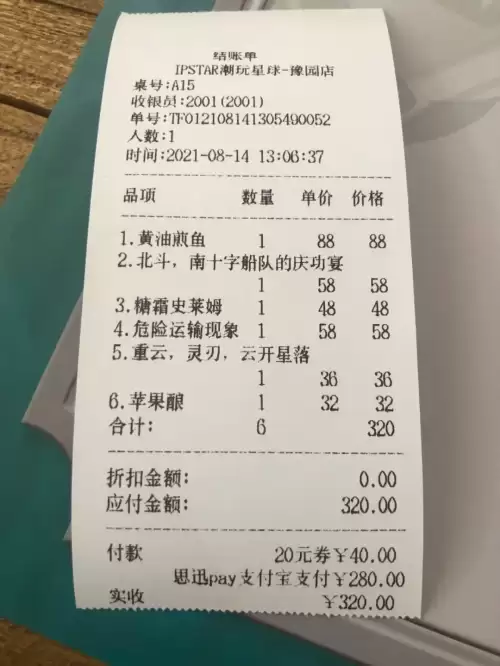 结账单
IPSTAR潮玩星球-豫园店
桌号:A15
收银员:2001(2001)
单号:TF012108141305490052
人数:1
时间:2021-08-14 13:06:37
品项 数量 单价 价格
1.黄油煎鱼 1 88 88
2.北斗，南十字船队的庆功宴
1 58 58
3.糖霜史莱姆 1 48 48
4.危险运输现象 1 58 58
5.重云，灵刃，云开星落
1 36 36
6.苹果酿 1 32 32
合计: 6 320
折扣金额: 0.00
应付金额: 320.00
付款 20元券￥40.00
思迅pay支付宝支付￥280.00
实收 ￥320.00